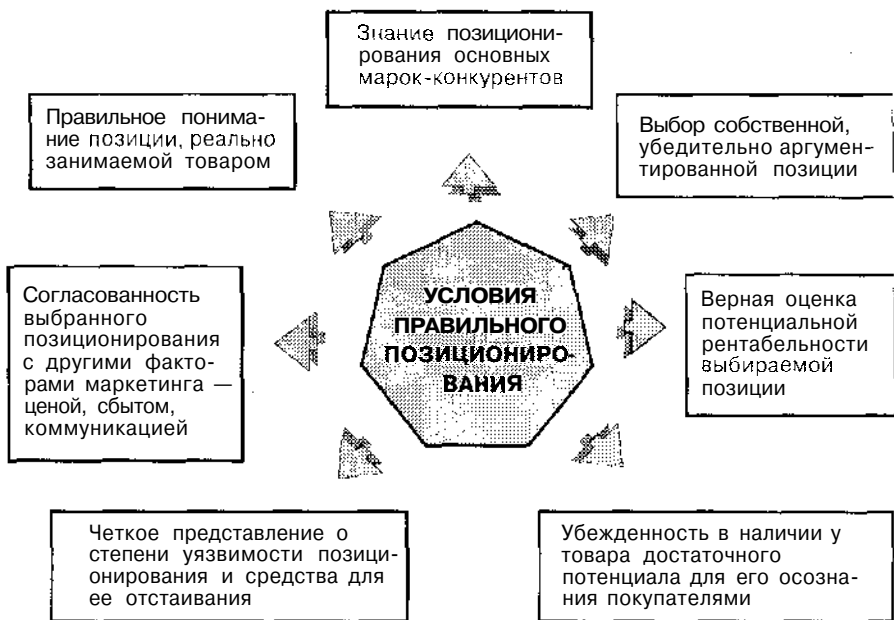 Знание позициони-
рования основных
марок-конкурентов
Правильное понима-
ние позиции, реально
занимаемой товаром
Выбор собственной,
убедительно аргумен-
тированной позиции
Согласованность
выбранного
позиционирования
с другими факто-
рами маркетинга —
ценой, сбытом,
коммуникацией
УСЛОВИЯ
ПРАВИЛЬНОГО
ПОЗИЦИОНИРО-
ВАНИЯ
Верная оценка
потенциальной
рентабельности
выбираемой
позиции
Четкое представление о
степени уязвимости позици-
онирования и средства для
ее отстаивания
Убежденность в наличии у
товара достаточного
потенциала для его осозна-
ния покупателями